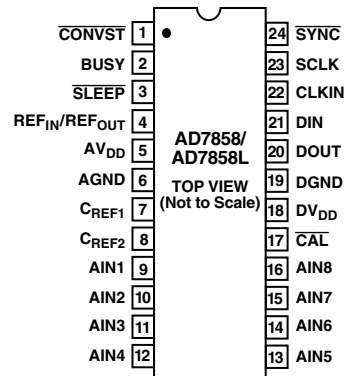 CONVST 1
BUSY 2
SLEEP 3
REFIN/REFOUT 4
AVDD 5
AGND 6
CREF1 7
CREF2 8
AIN1 9
AIN2 10
AIN3 11
AIN4 12
AD7858/
AD7858L
TOP VIEW
(Not to Scale)
24 SYNC
23 SCLK
22 CLKIN
21 DIN
20 DOUT
19 DGND
18 DVDD
17 CAL
16 AIN8
15 AIN7
14 AIN6
13 AIN5